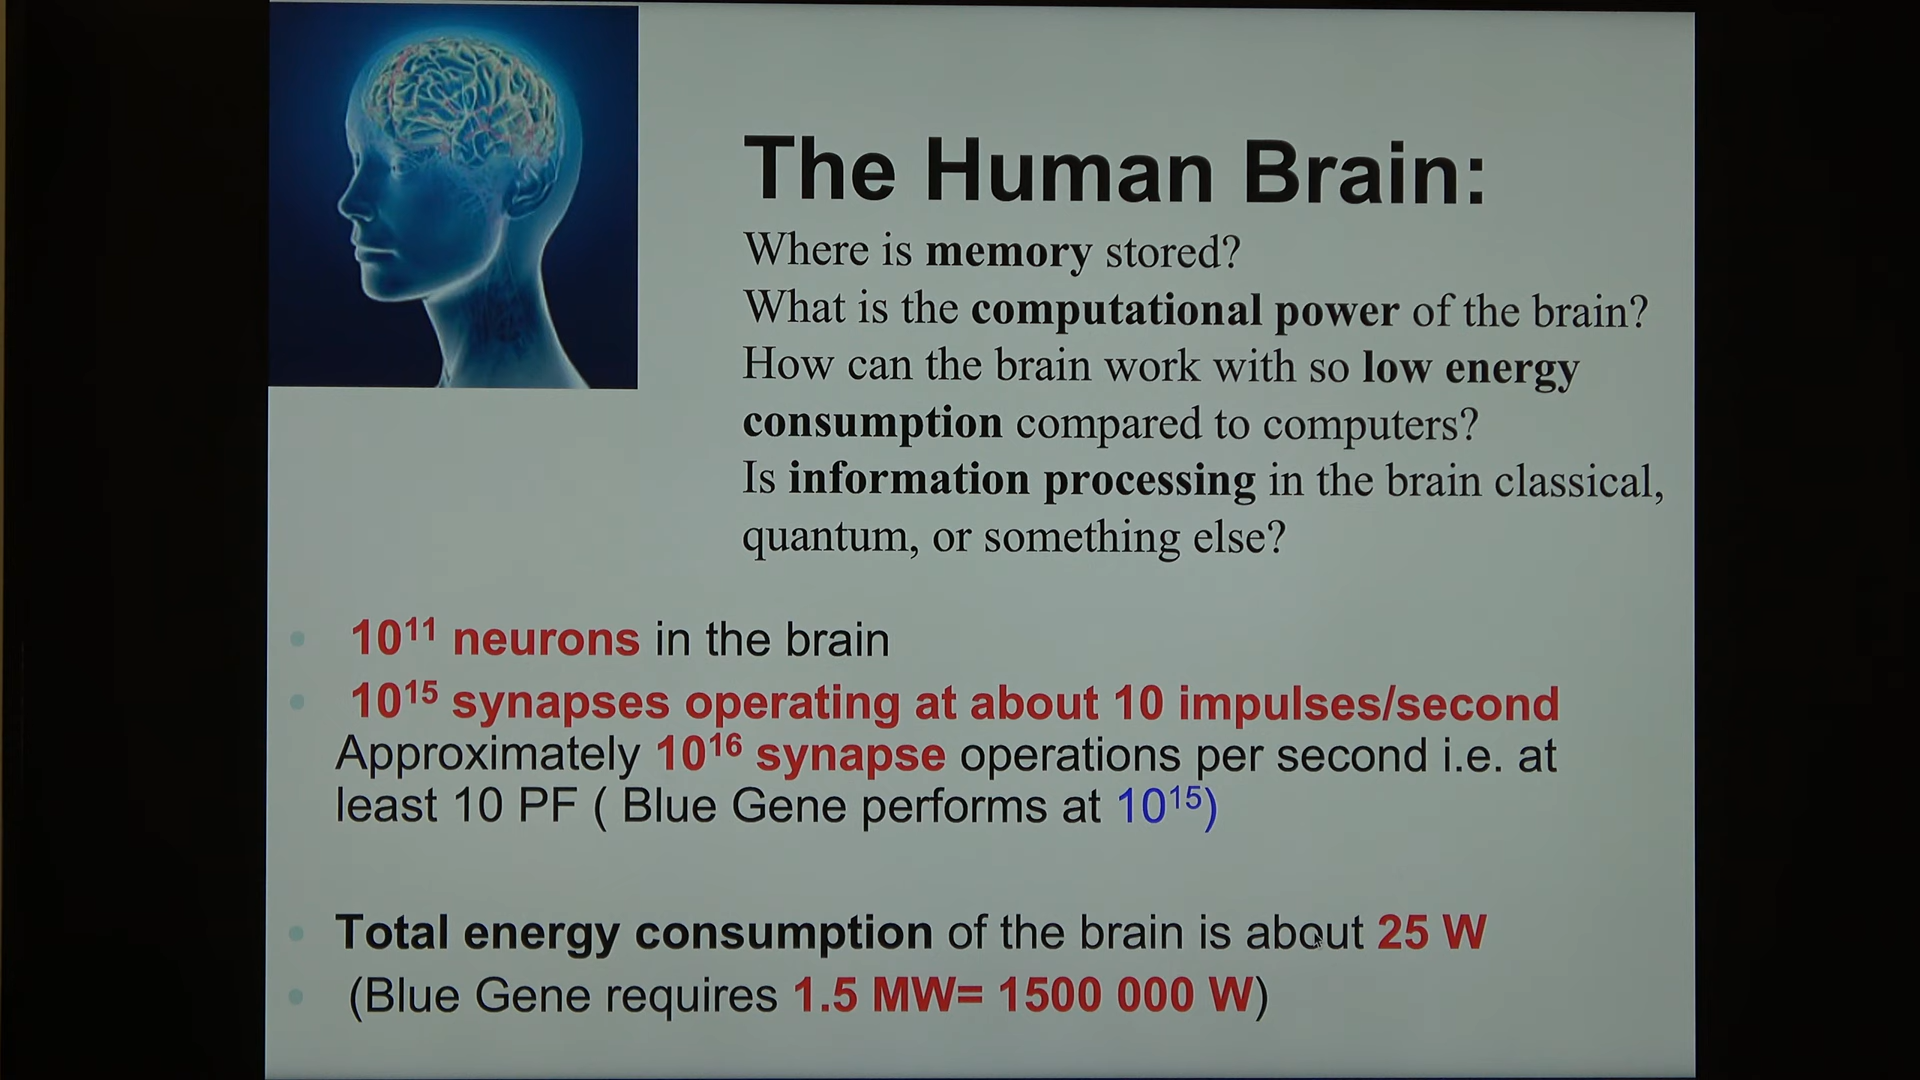 The Human Brain:
Where is memory stored?
What is the computational power of the brain?
How can the brain work with so low energy
consumption compared to computers?
Is information processing in the brain classical,
quantum, or something else?
10¹¹ neurons in the brain
10¹⁵ synapses operating at about 10 impulses/second
Approximately 10¹⁶ synapse operations per second i.e. at
least 10 PF ( Blue Gene performs at 10¹⁵)
Total energy consumption of the brain is about 25 W
(Blue Gene requires 1.5 MW= 1500 000 W)